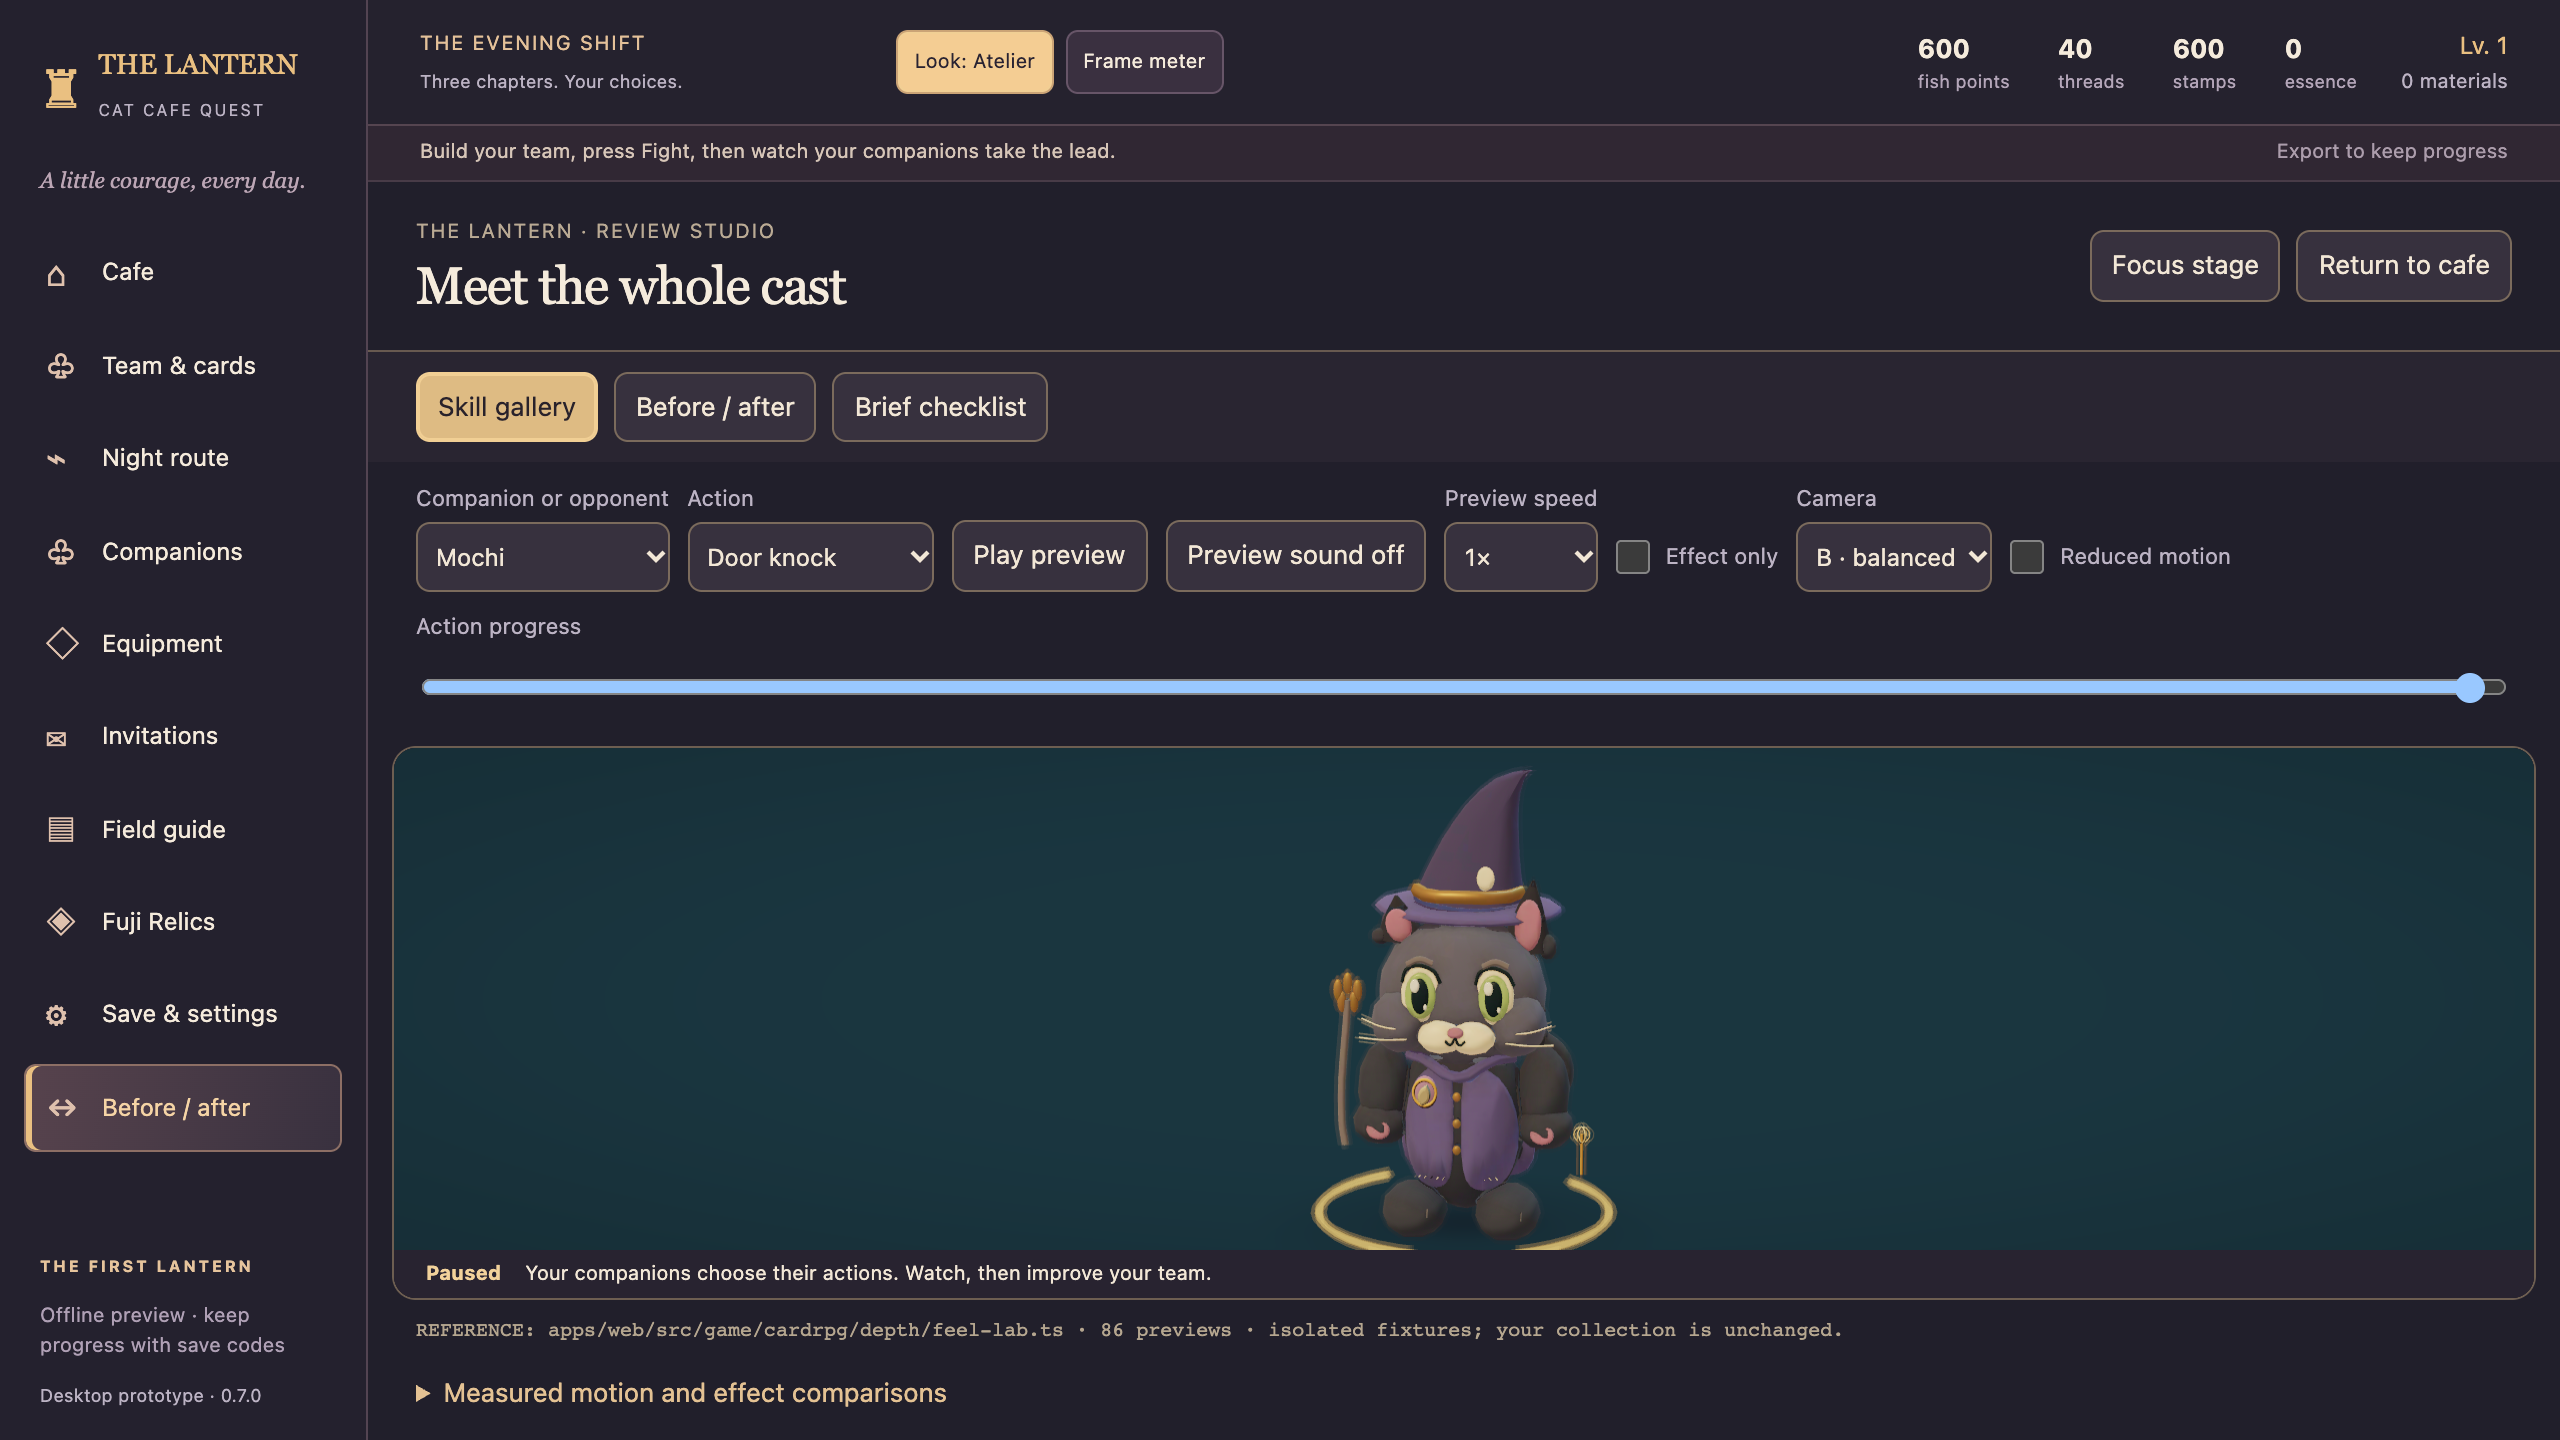 THE LANTERN
CAT CAFE QUEST
A little courage, every day.
Cafe
Team & cards
Night route
Companions
Equipment
Invitations
Field guide
Fuji Relics
Save & settings
Before / after
THE FIRST LANTERN
Offline preview · keep
progress with save codes
Desktop prototype · 0.7.0
THE EVENING SHIFT
Three chapters. Your choices.
Look: Atelier
Frame meter
600
fish points
40
threads
600
stamps
0
essence
Lv. 1
0 materials
Build your team, press Fight, then watch your companions take the lead.
Export to keep progress
THE LANTERN · REVIEW STUDIO
Meet the whole cast
Focus stage
Return to cafe
Skill gallery
Before / after
Brief checklist
Companion or opponent
Mochi
Action
Door knock
Play preview
Preview sound off
Preview speed
1×
Effect only
Camera
B · balanced
Reduced motion
Action progress
Paused Your companions choose their actions. Watch, then improve your team.
REFERENCE: apps/web/src/game/cardrpg/depth/feel-lab.ts · 86 previews · isolated fixtures; your collection is unchanged.
Measured motion and effect comparisons